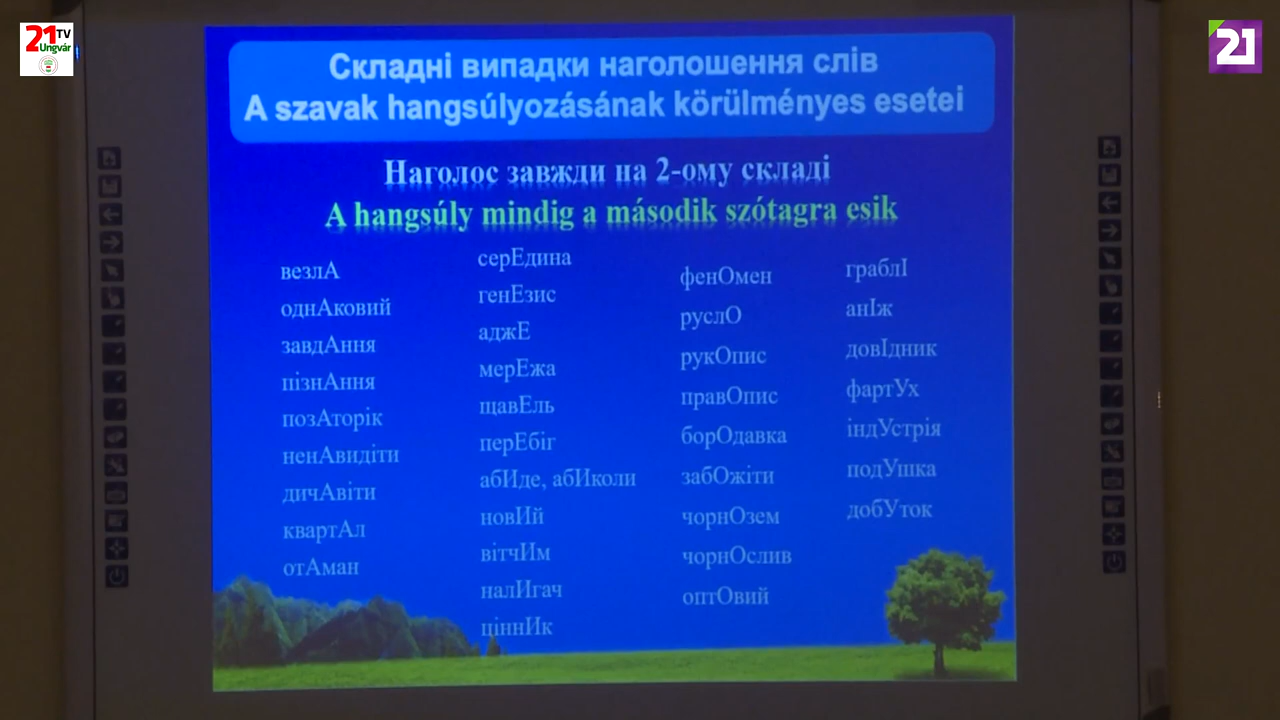 21 TV
Ungvár
21
Складні випадки наголошення слів
A szavak hangsúlyozásának körülményes esetei
Наголос завжди на 2-ому складі
A hangsúly mindig a második szótagra esik
везлА
однАковий
завдАння
пізнАння
позАторік
ненАвидіти
дичАвіти
квартАл
отАман
серЕдина
генЕзис
аджЕ
мерЕжа
щавЕль
перЕбіг
абИде, абИколи
новИй
вітчИм
налИгач
ціннИк
фенОмен
руслО
рукОпис
правОпис
борОдавка
забОжіти
чорнОзем
чорнОслив
оптОвий
граблІ
анІж
довІдник
фартУх
індУстрія
подУшка
добУток